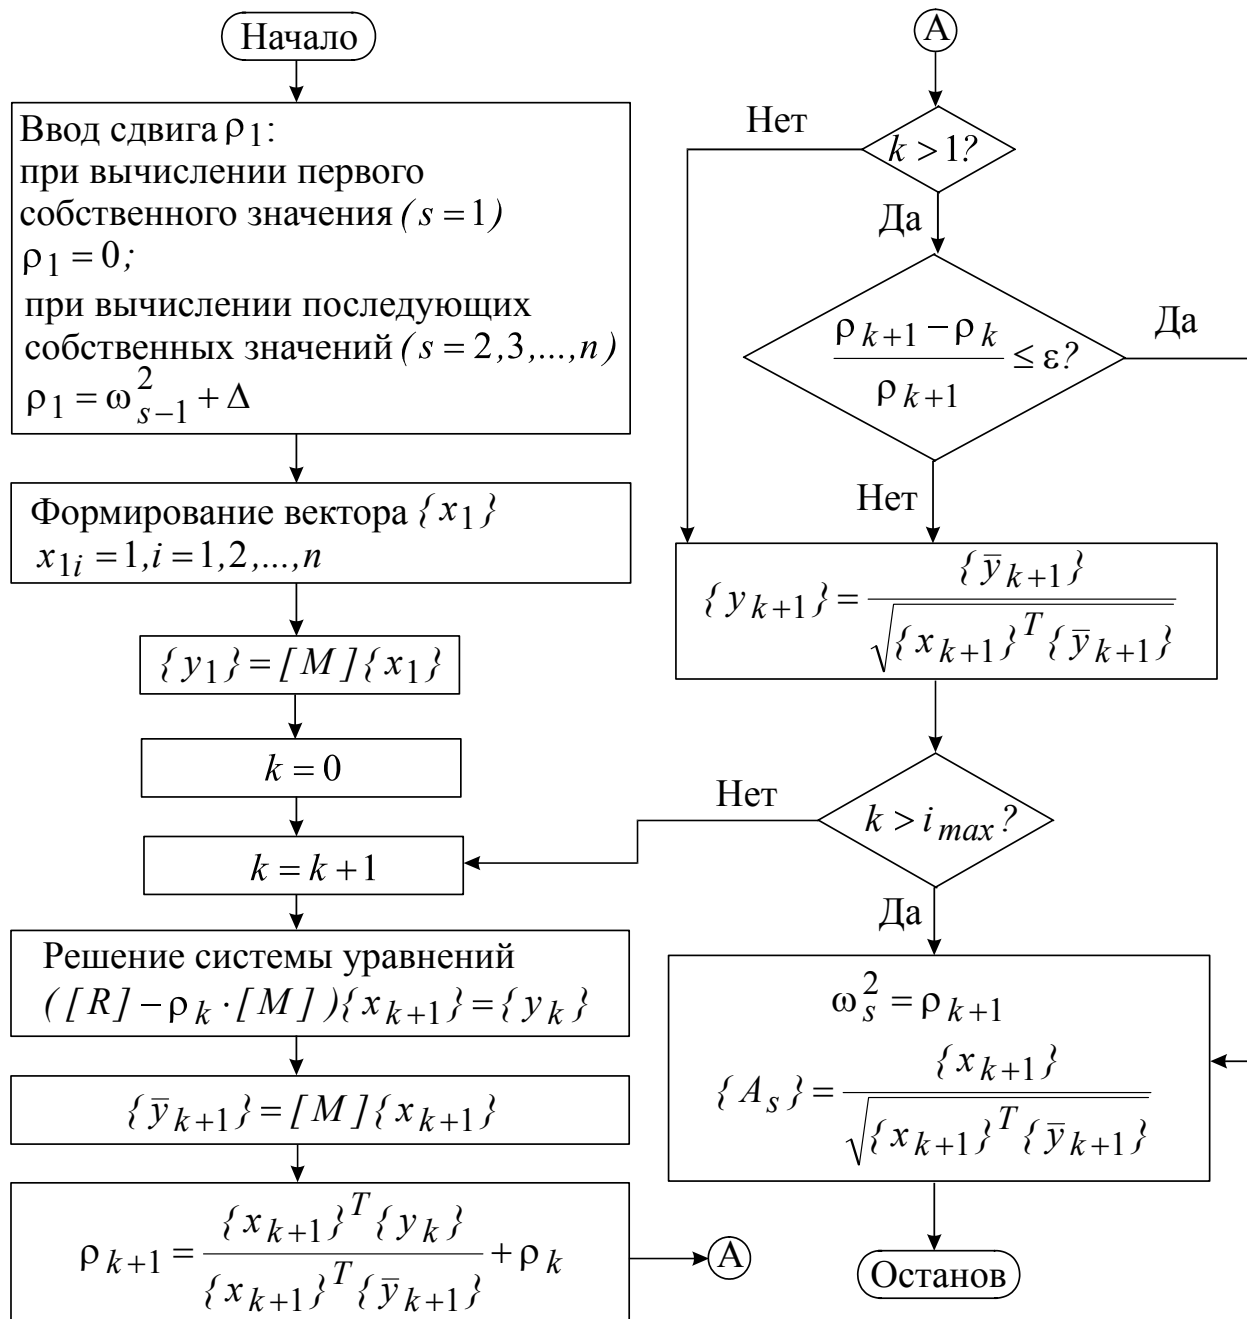 Начало
Ввод сдвига ρ₁:
при вычислении первого
собственного значения ( s = 1 )
ρ₁ = 0;
при вычислении последующих
собственных значений ( s = 2,3,...,n )
ρ₁ = ω²ₛ₋₁ + Δ
Формирование вектора { x₁ }
x₁ᵢ = 1, i = 1,2,...,n
{ y₁ } = [ M ]{ x₁ }
k = 0
k = k + 1
Решение системы уравнений
( [ R ] − ρₖ · [ M ] ){ xₖ₊₁ } = { yₖ }
{ ȳₖ₊₁ } = [ M ]{ xₖ₊₁ }
ρₖ₊₁ = { xₖ₊₁ }ᵀ { yₖ } / { xₖ₊₁ }ᵀ { ȳₖ₊₁ } + ρₖ
A
A
k > 1?
Нет
Да
(ρₖ₊₁ − ρₖ) / ρₖ₊₁ ≤ ε?
Да
Нет
{ yₖ₊₁ } = { ȳₖ₊₁ } / √({ xₖ₊₁ }ᵀ { ȳₖ₊₁ })
k > i_max ?
Нет
Да
ω²ₛ = ρₖ₊₁
{ Aₛ } = { xₖ₊₁ } / √({ xₖ₊₁ }ᵀ { ȳₖ₊₁ })
Останов